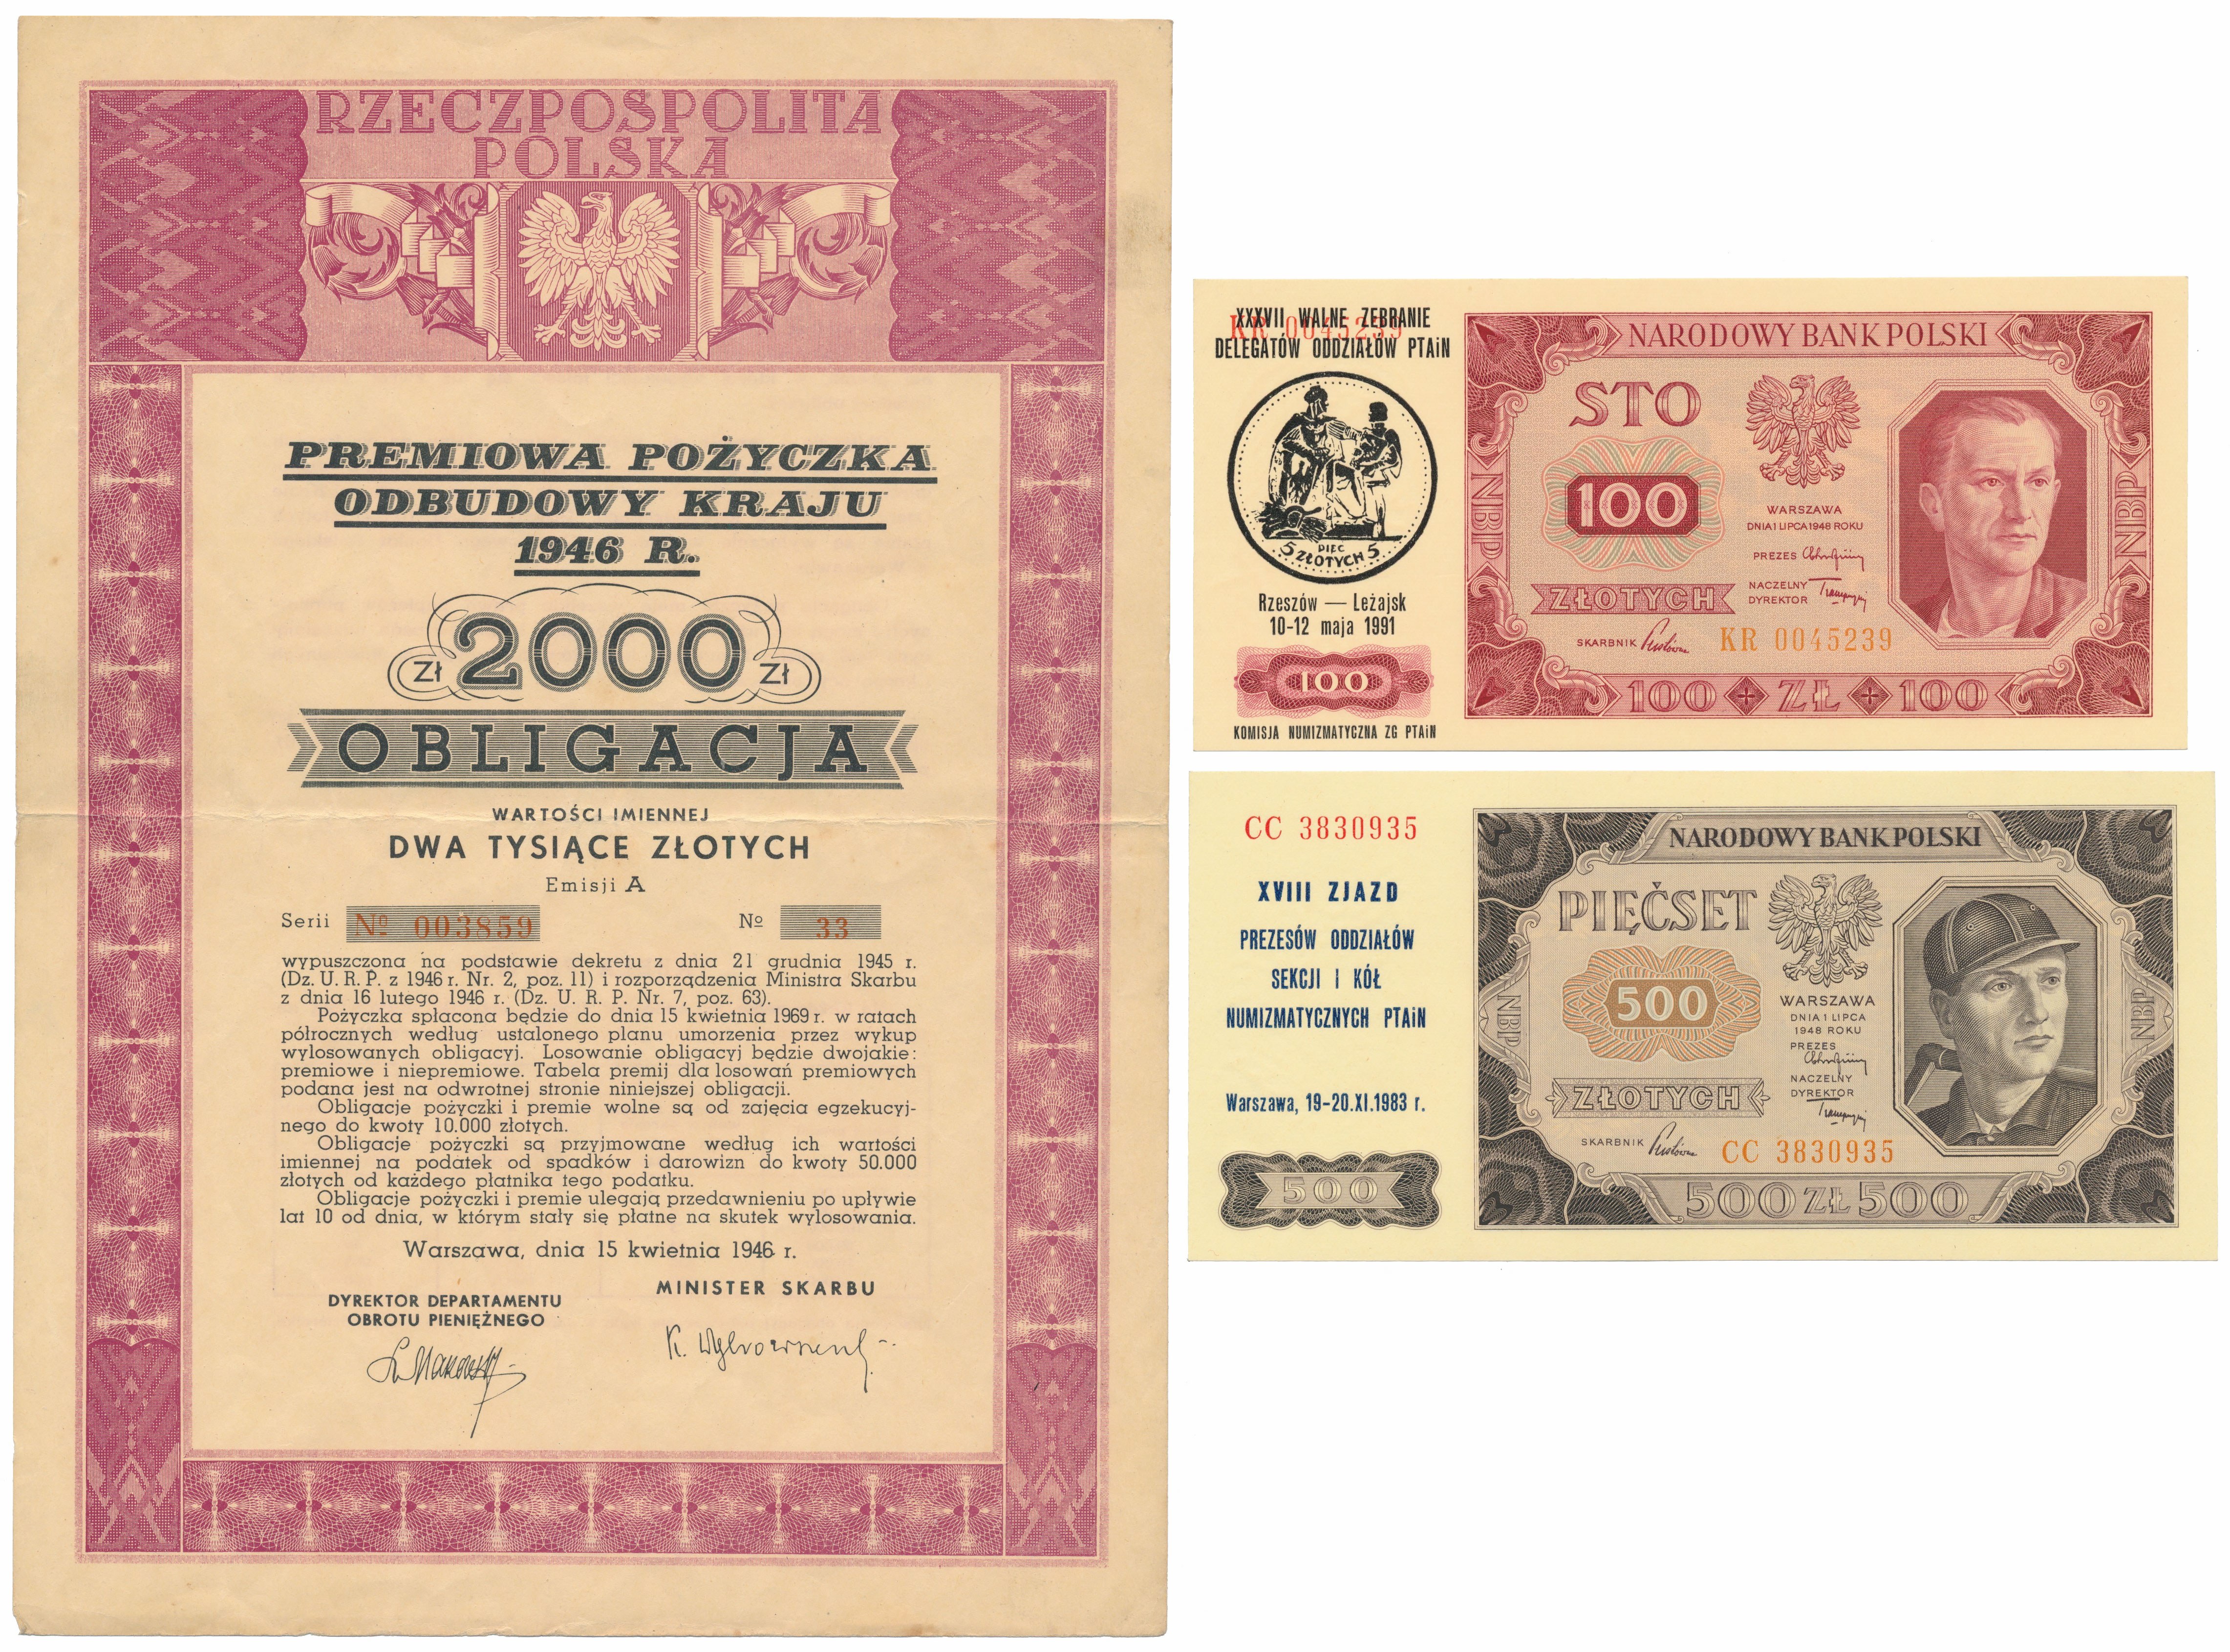 RZECZPOSPOLITA
POLSKA
PREMIOWA POŻYCZKA
ODBUDOWY KRAJU
1946 R.
zł 2000 zł
OBLIGACJA
WARTOŚCI IMIENNEJ
DWA TYSIĄCE ZŁOTYCH
Emisji A
Serii № 003859 № 33
wypuszczona na podstawie dekretu z dnia 21 grudnia 1945 r.
(Dz. U. R. P. z 1946 r. Nr. 2, poz. 11) i rozporządzenia Ministra Skarbu
z dnia 16 lutego 1946 r. (Dz. U. R. P. Nr. 7, poz. 63).
Pożyczka spłacona będzie do dnia 15 kwietnia 1969 r. w ratach
półrocznych według ustalonego planu umorzenia przez wykup
wylosowanych obligacyj. Losowanie obligacyj będzie dwojakie:
premiowe i niepremiowe. Tabela premij dla losowań premiowych
podana jest na odwrotnej stronie niniejszej obligacji.
Obligacje pożyczki i premie wolne są od zajęcia egzekucyj-
nego do kwoty 10.000 złotych.
Obligacje pożyczki są przyjmowane według ich wartości
imiennej na podatek od spadków i darowizn do kwoty 50.000
złotych od każdego płatnika tego podatku.
Obligacje pożyczki i premie ulegają przedawnieniu po upływie
lat 10 od dnia, w którym stały się płatne na skutek wylosowania.
Warszawa, dnia 15 kwietnia 1946 r.
DYREKTOR DEPARTAMENTU
OBROTU PIENIĘŻNEGO
MINISTER SKARBU
XXXVII WALNE ZEBRANIE
KR 0045239
DELEGATÓW ODDZIAŁÓW PTAiN
PIĘC
5 ZŁOTYCH 5
Rzeszów — Leżajsk
10-12 maja 1991
100
KOMISJA NUMIZMATYCZNA ZG PTAiN
NARODOWY BANK POLSKI
STO
100
WARSZAWA
DNIA 1 LIPCA 1948 ROKU
PREZES
NACZELNY
DYREKTOR
ZŁOTYCH
SKARBNIK
KR 0045239
100 ZŁ 100
NBP
NBP
CC 3830935
XVIII ZJAZD
PREZESÓW ODDZIAŁÓW
SEKCJI I KÓŁ
NUMIZMATYCZNYCH PTAiN
Warszawa, 19-20.XI.1983 r.
500
NARODOWY BANK POLSKI
PIĘĆSET
500
WARSZAWA
DNIA 1 LIPCA
1948 ROKU
PREZES
NACZELNY
DYREKTOR
ZŁOTYCH
SKARBNIK
CC 3830935
500 ZŁ 500
NBP
NBP